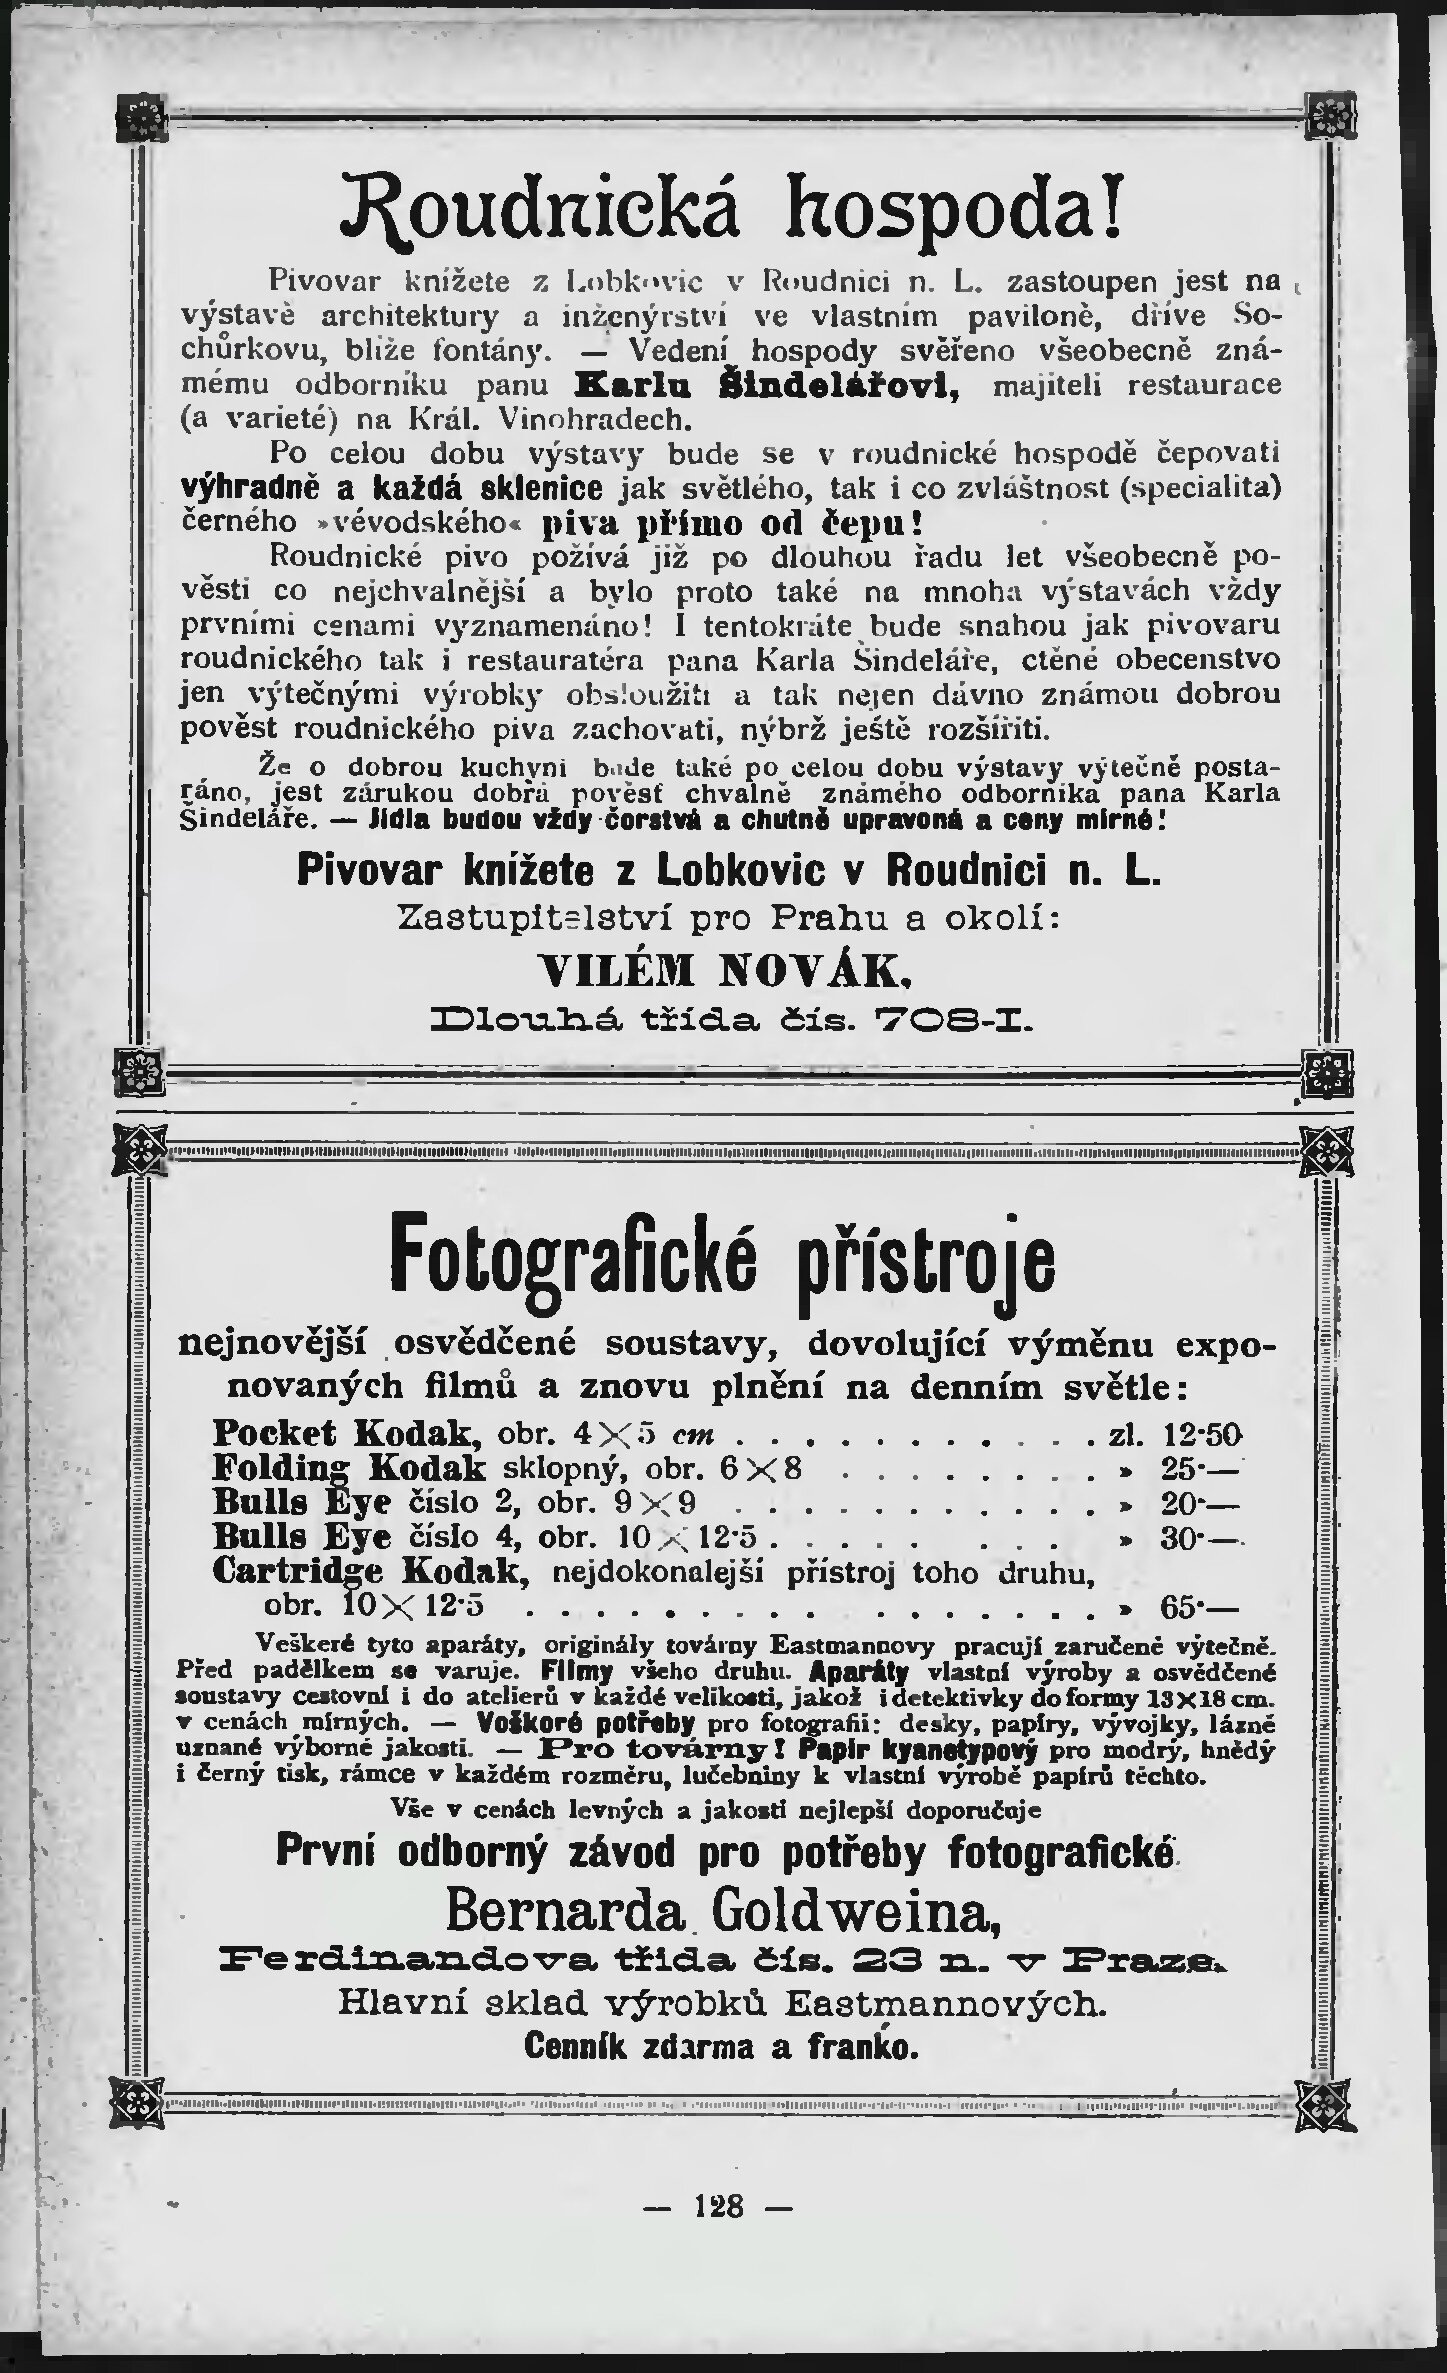 Roudnická hospoda!
Pivovar knížete z Lobkovic v Roudnici n. L. zastoupen jest na
výstavě architektury a inženýrství ve vlastním paviloně, dříve So-
chůrkovu, blíže fontány. — Vedení hospody svěřeno všeobecně zná-
mému odborníku panu Karlu Šindelářovi, majiteli restaurace
(a varieté) na Král. Vinohradech.
Po celou dobu výstavy bude se v roudnické hospodě čepovati
výhradně a každá sklenice jak světlého, tak i co zvláštnost (specialita)
černého »vévodského« piva přímo od čepu!
Roudnické pivo požívá již po dlouhou řadu let všeobecně po-
věsti co nejchvalnější a bylo proto také na mnoha výstavách vždy
prvními cenami vyznamenáno! I tentokráte bude snahou jak pivovaru
roudnického tak i restauratéra pana Karla Šindeláře, ctěné obecenstvo
jen výtečnými výrobky obsloužiti a tak nejen dávno známou dobrou
pověst roudnického piva zachovati, nýbrž ještě rozšířiti.
Že o dobrou kuchyni bude také po celou dobu výstavy výtečně posta-
ráno, jest zárukou dobrá pověsť chvalně známého odborníka pana Karla
Šindeláře. — Jídla budou vždy čerstvá a chutně upravená a ceny mírné!
Pivovar knížete z Lobkovic v Roudnici n. L.
Zastupitelství pro Prahu a okolí:
VILÉM NOVÁK,
Dlouhá třída čís. 708-I.
Fotografické přístroje
nejnovější osvědčené soustavy, dovolující výměnu expo-
novaných filmů a znovu plnění na denním světle:
Pocket Kodak, obr. 4×5 cm . . . . . . . . . . . zl. 12·50
Folding Kodak sklopný, obr. 6×8 . . . . . . . . » 25·—
Bulls Eye číslo 2, obr. 9×9 . . . . . . . . . . . » 20·—
Bulls Eye číslo 4, obr. 10×12·5 . . . . . . . . » 30·—
Cartridge Kodak, nejdokonalejší přístroj toho druhu,
obr. 10×12·5 . . . . . . . . . . . . . . . . » 65·—
Veškeré tyto aparáty, originály továrny Eastmannovy pracují zaručeně výtečně.
Před padělkem se varuje. Filmy všeho druhu. Aparáty vlastní výroby a osvědčené
soustavy cestovní i do atelierů v každé velikosti, jakož i detektivky do formy 13×18 cm.
v cenách mírných. — Veškeré potřeby pro fotografii: desky, papíry, vývojky, lázně
uznané výborné jakosti. — Pro továrny! Papír kyanotypový pro modrý, hnědý
i černý tisk, rámce v každém rozměru, lučebniny k vlastní výrobě papírů těchto.
Vše v cenách levných a jakosti nejlepší doporučuje
První odborný závod pro potřeby fotografické
Bernarda Goldweina,
Ferdinandova třída čís. 23 n. v Praze.
Hlavní sklad výrobků Eastmannových.
Cenník zdarma a franko.
— 128 —